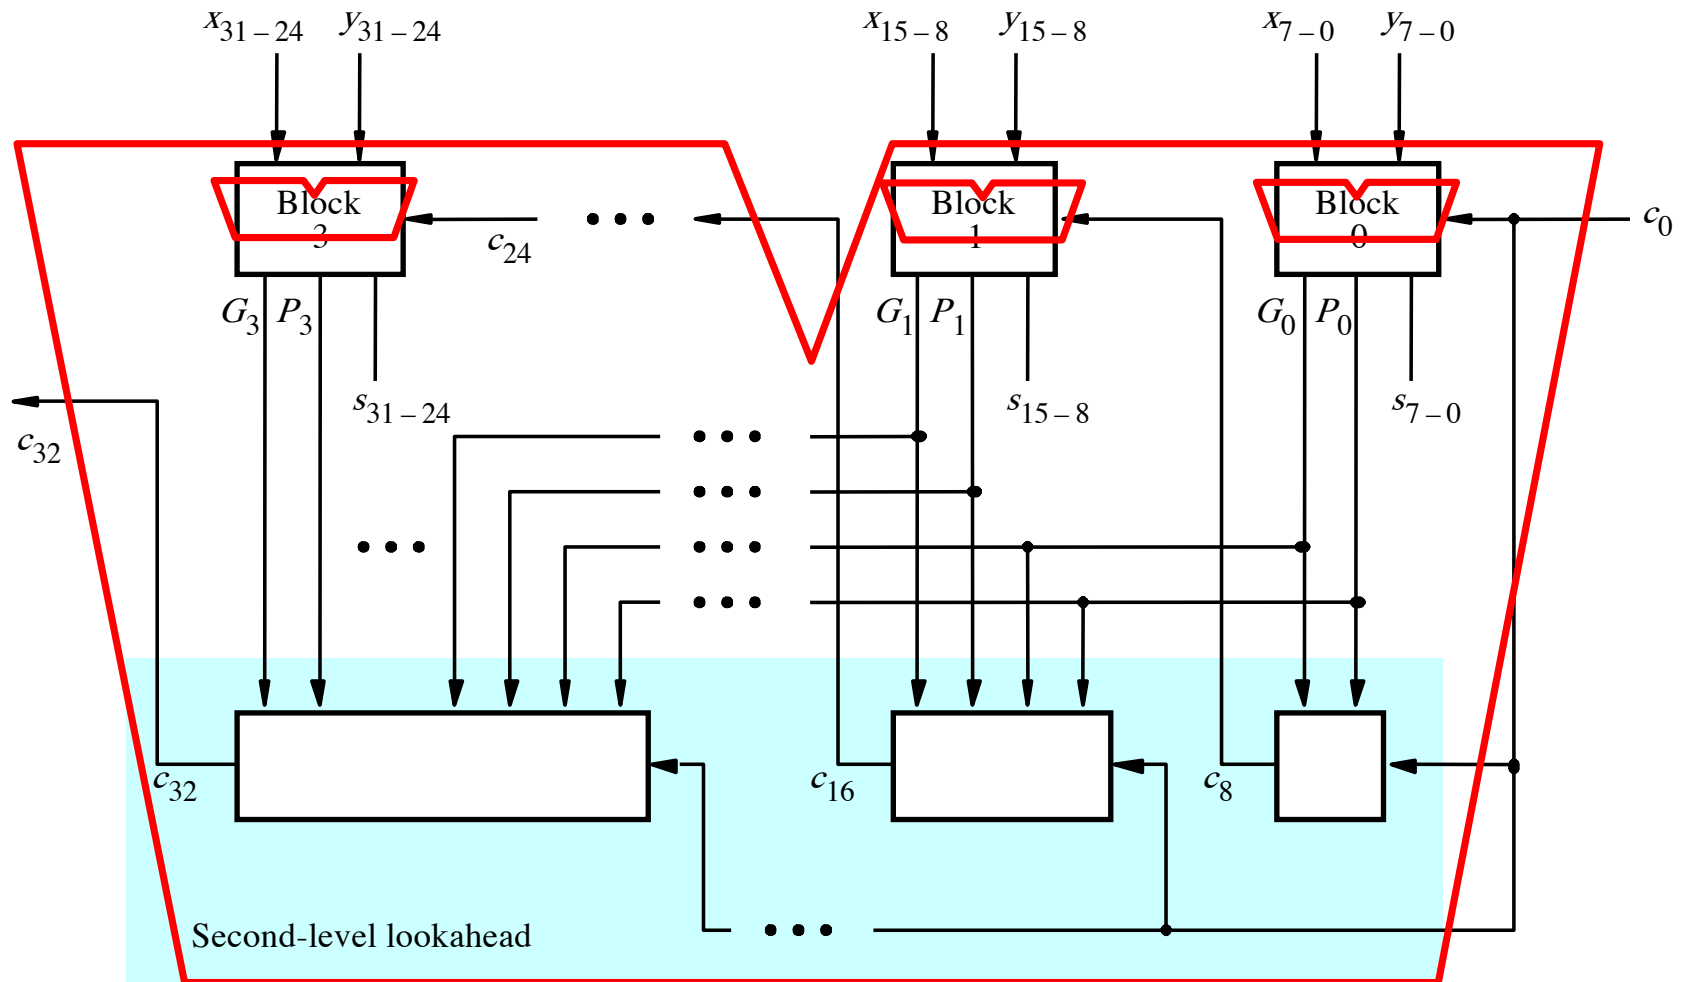 x31 – 24 y31 – 24 x15 – 8 y15 – 8 x7 – 0 y7 – 0
Block
3
Block
1
Block
0
c0
c24
G3 P3
G1 P1
G0 P0
s31 – 24
s15 – 8
s7 – 0
c32
c32
c16
c8
Second-level lookahead